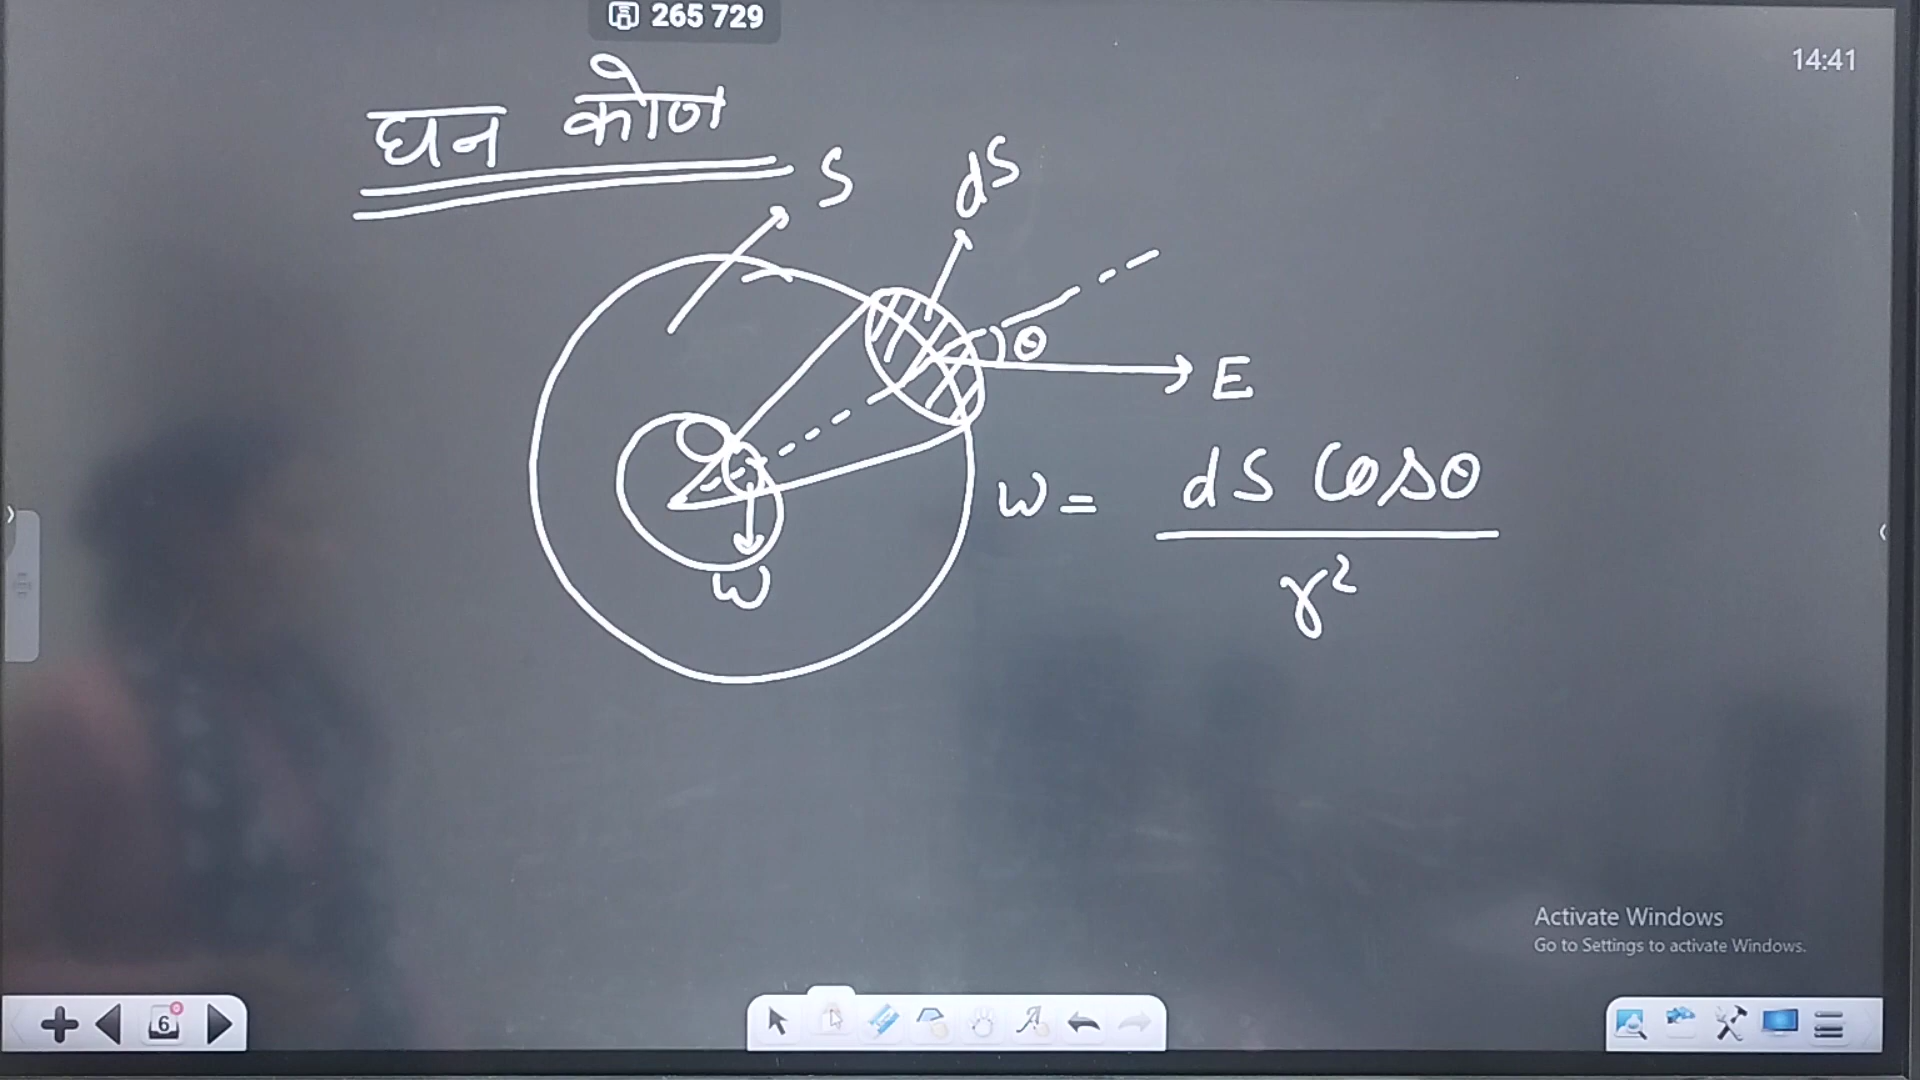 265 729
14:41
घन कोण
S
dS
θ
E
W
W = dS Cosθ
r²
Activate Windows
Go to Settings to activate Windows.
6